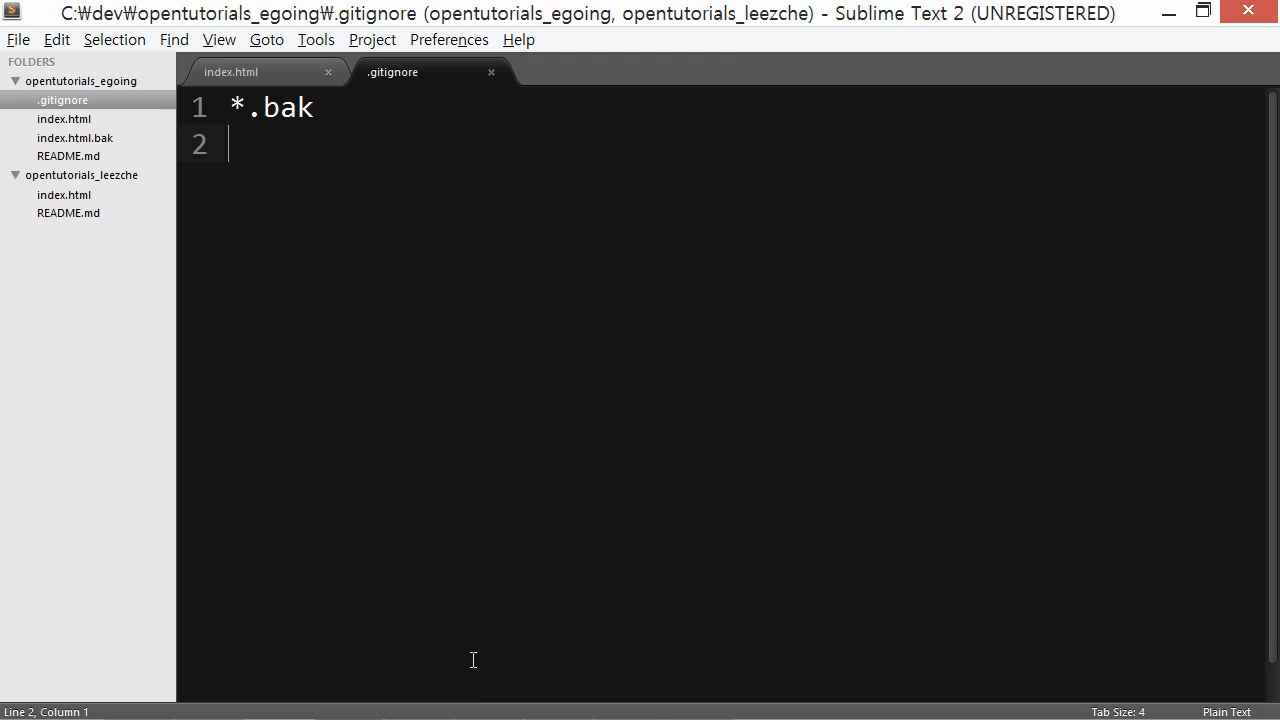 C:₩dev₩opentutorials_egoing₩.gitignore (opentutorials_egoing, opentutorials_leezche) - Sublime Text 2 (UNREGISTERED)
File Edit Selection Find View Goto Tools Project Preferences Help
FOLDERS
opentutorials_egoing
.gitignore
index.html
index.html.bak
README.md
opentutorials_leezche
index.html
README.md
index.html × .gitignore ×
1 *.bak
2
Line 2, Column 1 Tab Size: 4 Plain Text